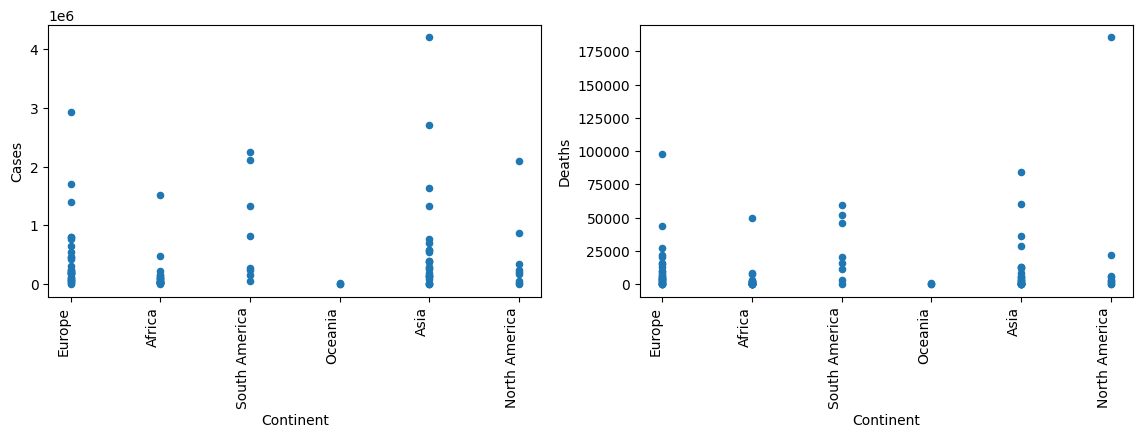 1e6
4
3
2
1
0
Cases
Europe
Africa
South America
Oceania
Asia
North America
Continent
175000
150000
125000
100000
75000
50000
25000
0
Deaths
Europe
Africa
South America
Oceania
Asia
North America
Continent